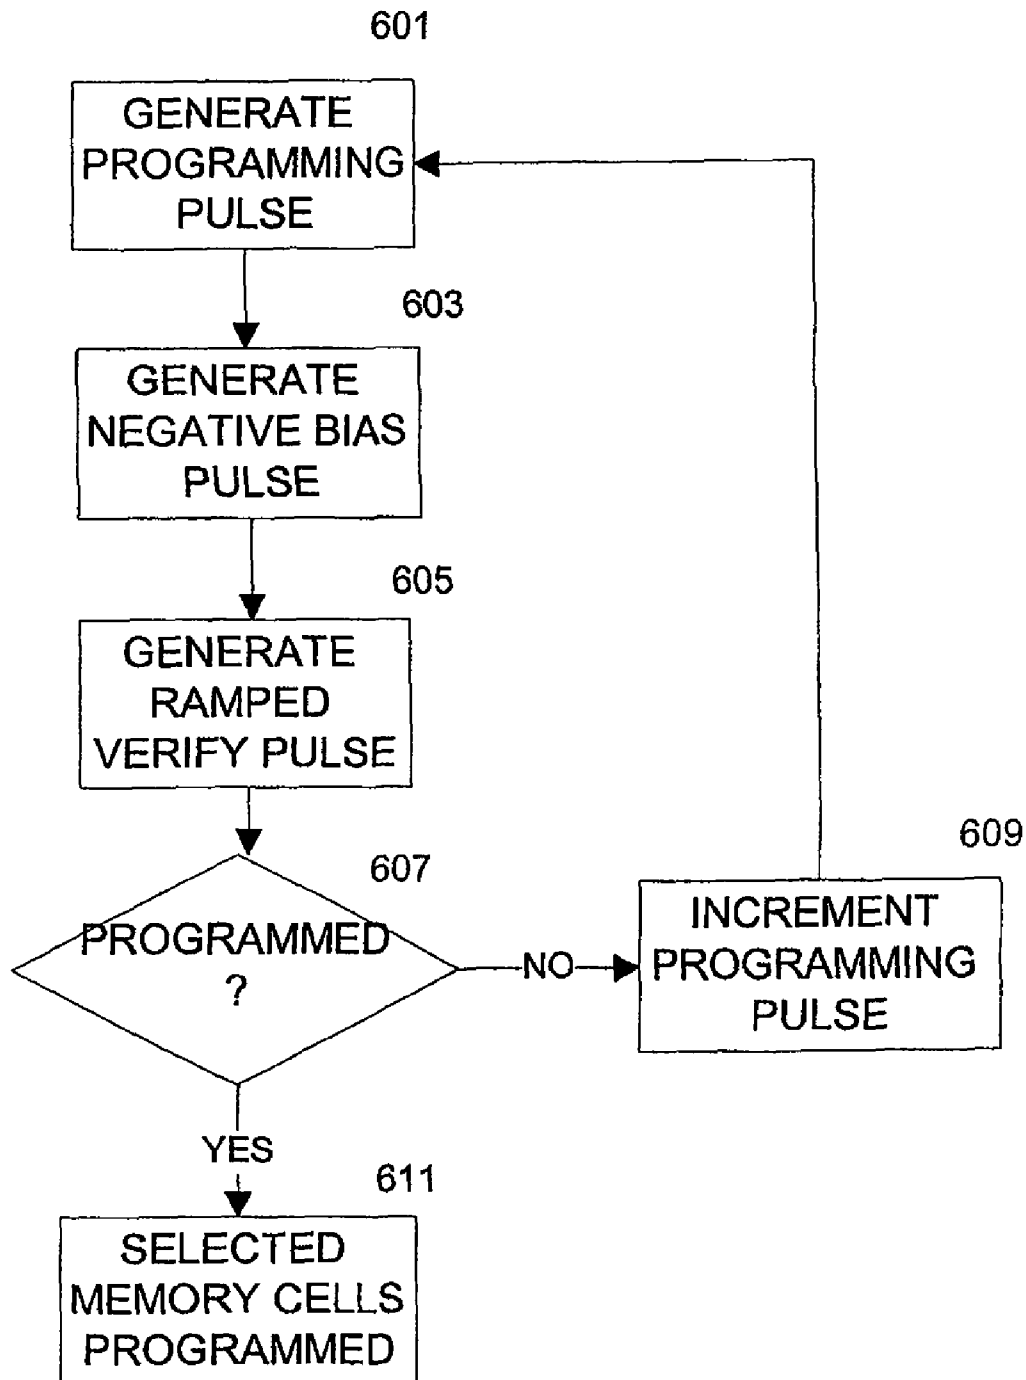 601
GENERATE
PROGRAMMING
PULSE
603
GENERATE
NEGATIVE BIAS
PULSE
605
GENERATE
RAMPED
VERIFY PULSE
607
PROGRAMMED
?
NO
609
INCREMENT
PROGRAMMING
PULSE
YES
611
SELECTED
MEMORY CELLS
PROGRAMMED